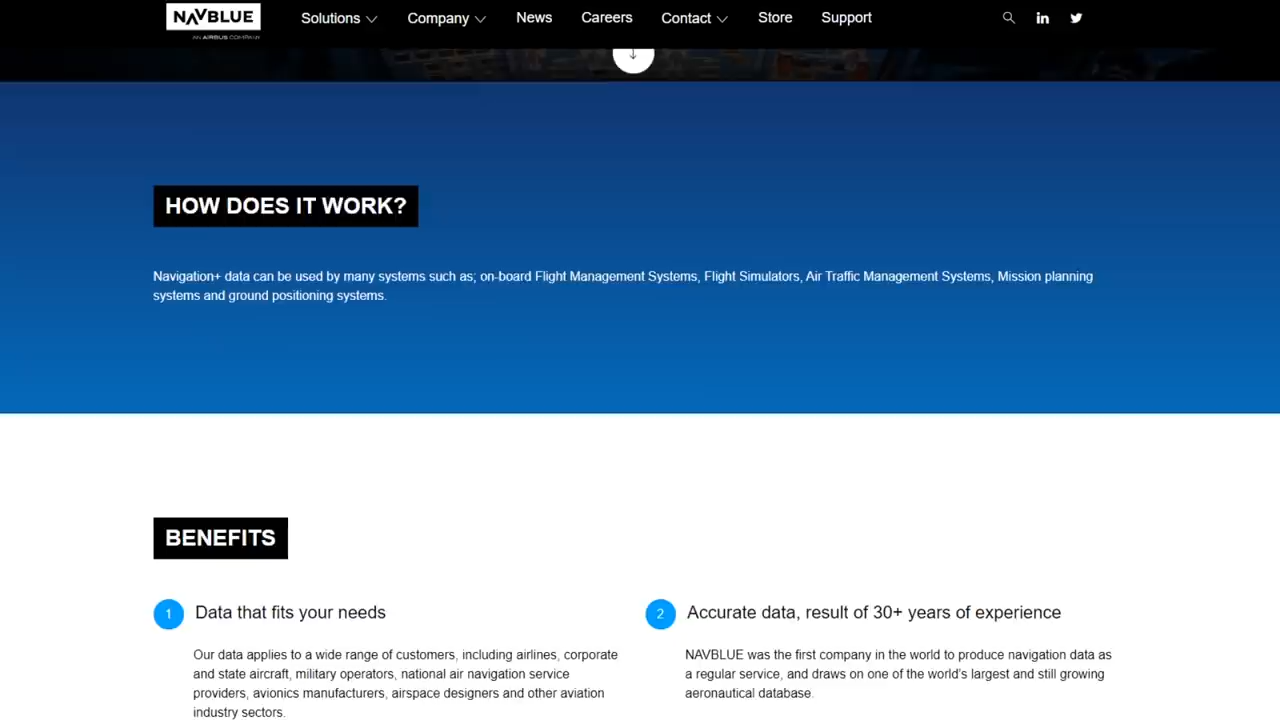 NAVBLUE
AN AIRBUS COMPANY
Solutions
Company
News
Careers
Contact
Store
Support
HOW DOES IT WORK?
Navigation+ data can be used by many systems such as; on-board Flight Management Systems, Flight Simulators, Air Traffic Management Systems, Mission planning
systems and ground positioning systems.
BENEFITS
1
Data that fits your needs
Our data applies to a wide range of customers, including airlines, corporate
and state aircraft, military operators, national air navigation service
providers, avionics manufacturers, airspace designers and other aviation
industry sectors.
2
Accurate data, result of 30+ years of experience
NAVBLUE was the first company in the world to produce navigation data as
a regular service, and draws on one of the world's largest and still growing
aeronautical database.